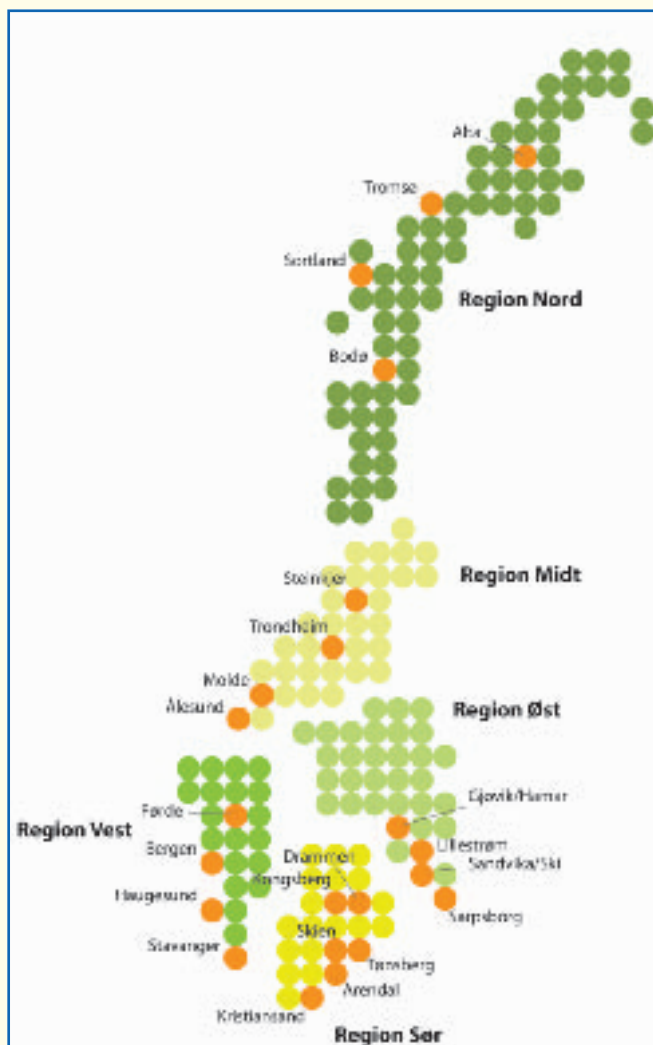 Alta
Tromsø
Sortland
Region Nord
Bodø
Steinkjer
Region Midt
Trondheim
Molde
Ålesund
Region Øst
Gjøvik/Hamar
Førde
Region Vest
Lillestrøm
Bergen
Drammen
Sandvika/Ski
Kongsberg
Haugesund
Sarpsborg
Skien
Stavanger
Tønsberg
Arendal
Kristiansand
Region Sør